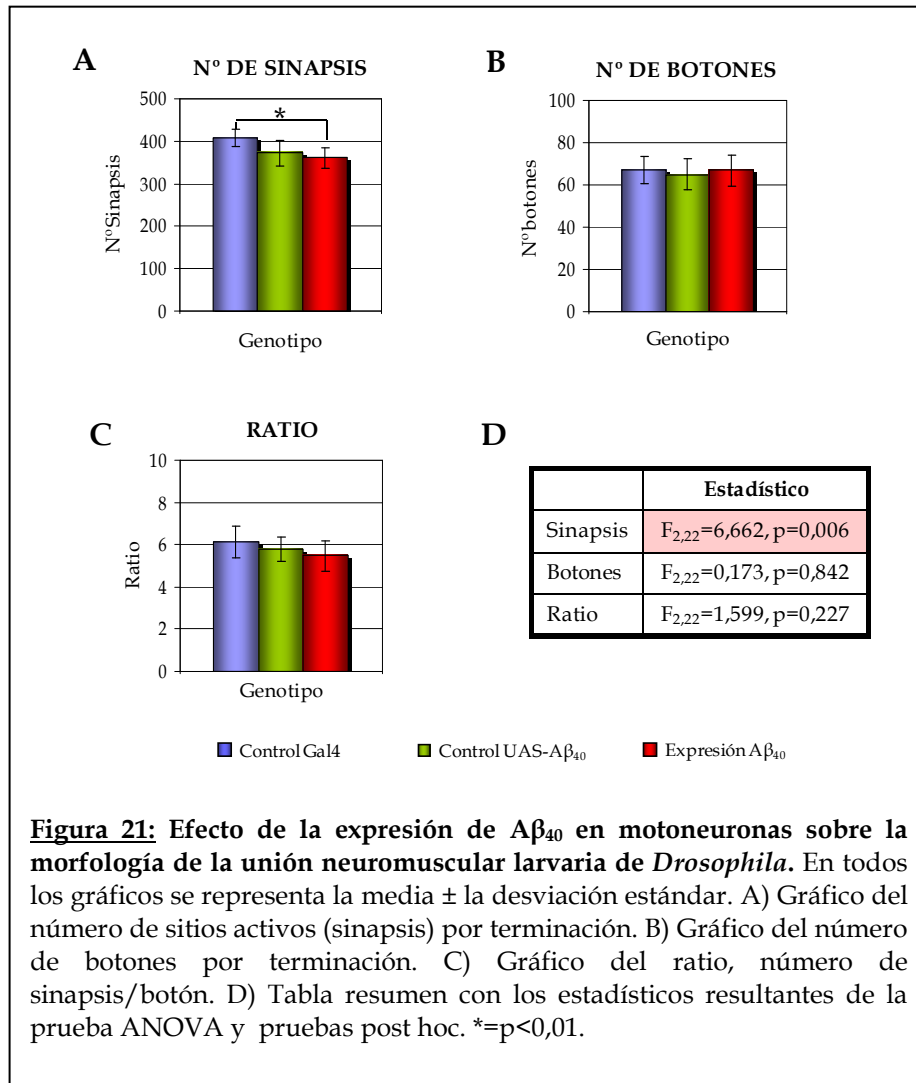 A
Nº DE SINAPSIS
500
400
300
200
100
0
*
NºSinapsis
Genotipo
B
Nº DE BOTONES
100
80
60
40
20
0
Nºbotones
Genotipo
C
RATIO
10
8
6
4
2
0
Ratio
Genotipo
D
Estadístico
Sinapsis F2,22=6,662, p=0,006
Botones F2,22=0,173, p=0,842
Ratio F2,22=1,599, p=0,227
Control Gal4 Control UAS-Aβ40 Expresión Aβ40
Figura 21: Efecto de la expresión de Aβ40 en motoneuronas sobre la
morfología de la unión neuromuscular larvaria de Drosophila. En todos
los gráficos se representa la media ± la desviación estándar. A) Gráfico del
número de sitios activos (sinapsis) por terminación. B) Gráfico del número
de botones por terminación. C) Gráfico del ratio, número de
sinapsis/botón. D) Tabla resumen con los estadísticos resultantes de la
prueba ANOVA y pruebas post hoc. *=p<0,01.